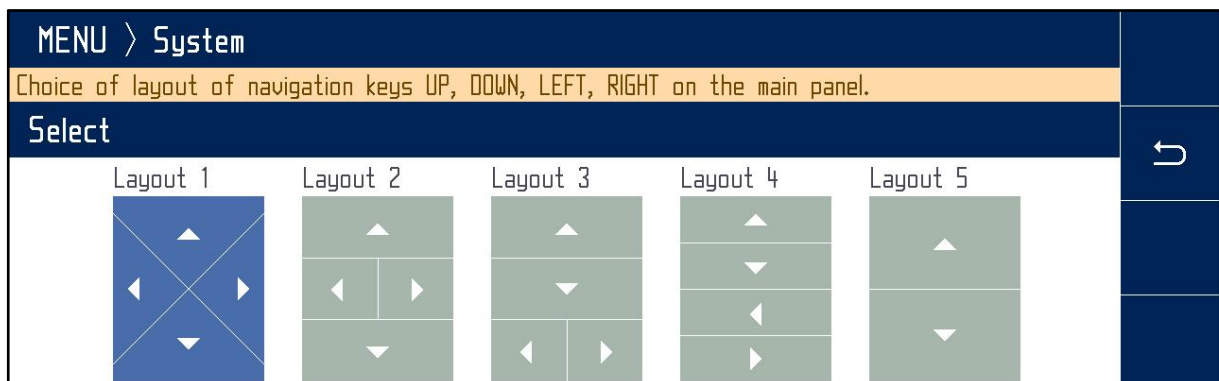 MENU 〉 System
Choice of layout of navigation keys UP, DOWN, LEFT, RIGHT on the main panel.
Select
Layout 1 Layout 2 Layout 3 Layout 4 Layout 5